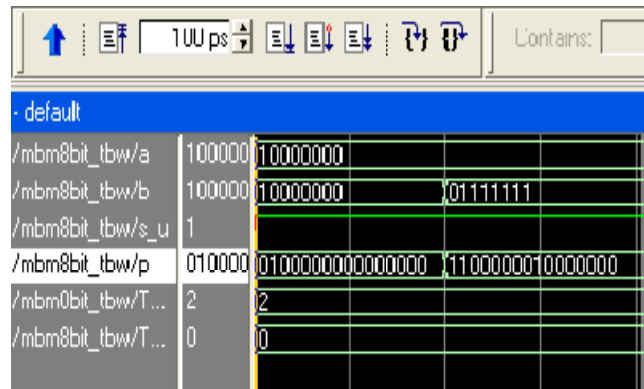 100 ps
Contains:
- default
/mbm8bit_tbw/a 100000 10000000
/mbm8bit_tbw/b 100000 10000000 01111111
/mbm8bit_tbw/s_u 1
/mbm8bit_tbw/p 010000 0100000000000000 1100000010000000
/mbm8bit_tbw/T... 2 2
/mbm8bit_tbw/T... 0 0